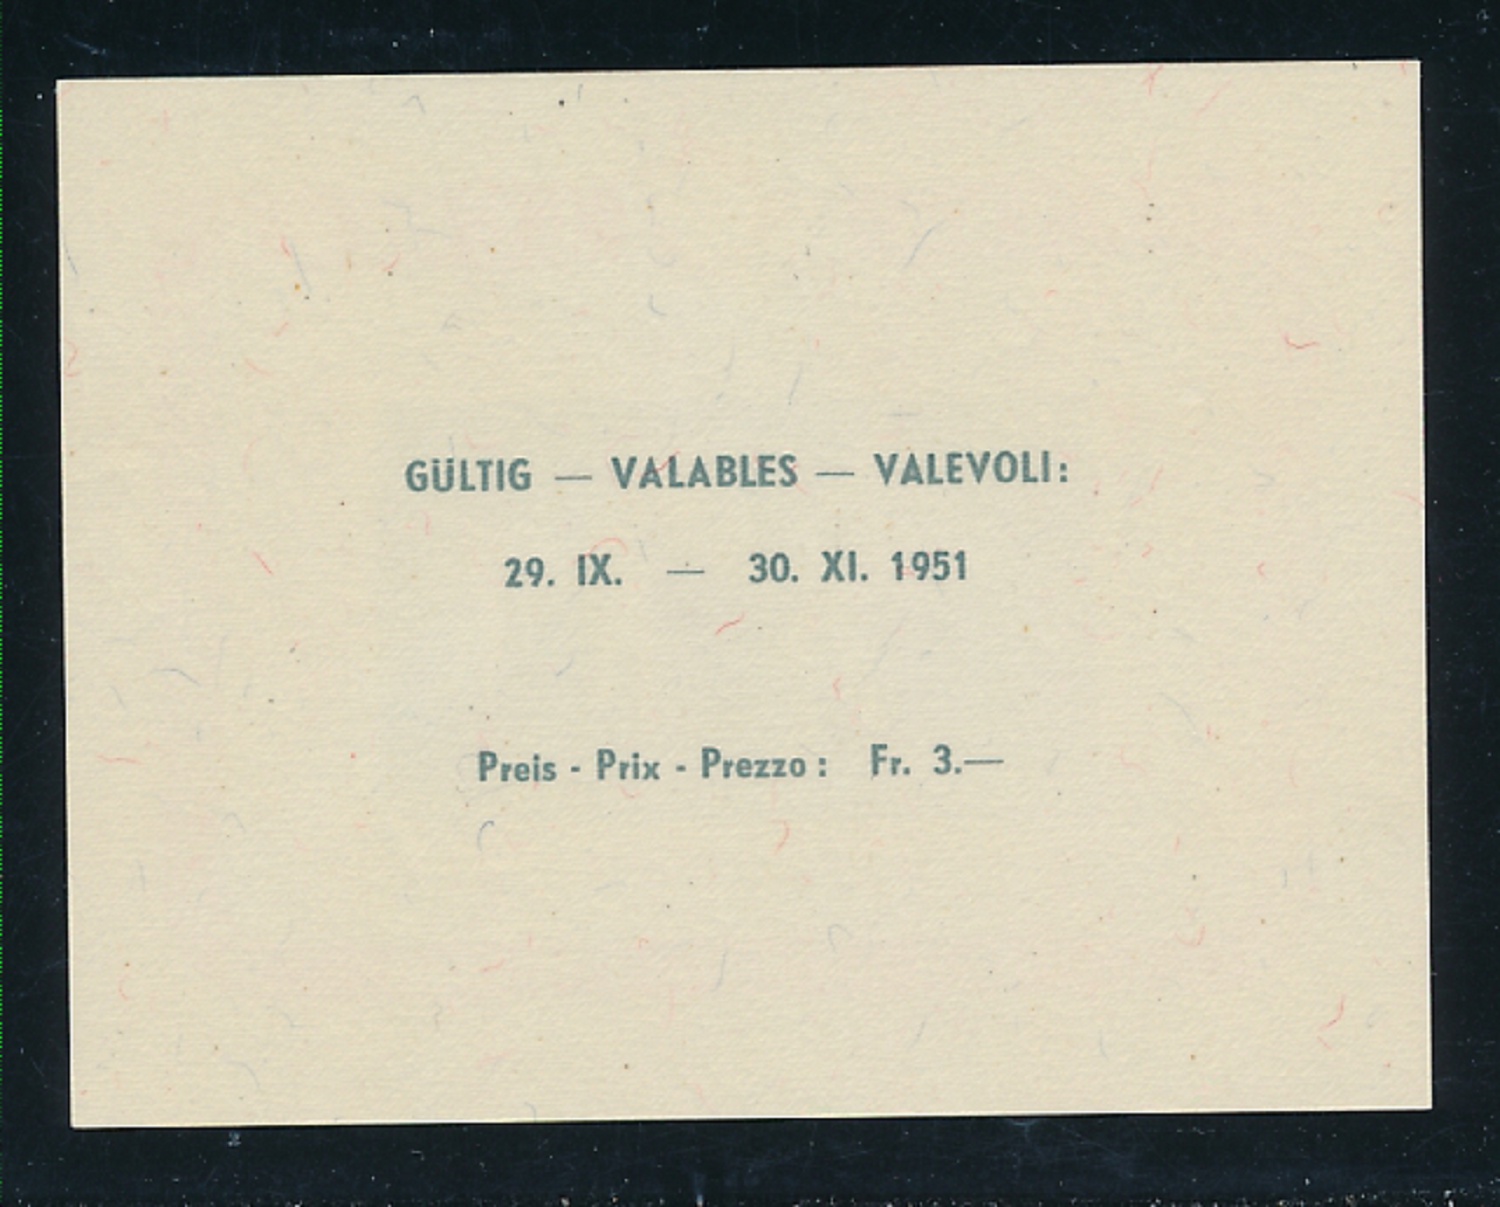 GÜLTIG — VALABLES — VALEVOLI:
29. IX. — 30. XI. 1951
Preis - Prix - Prezzo : Fr. 3.—